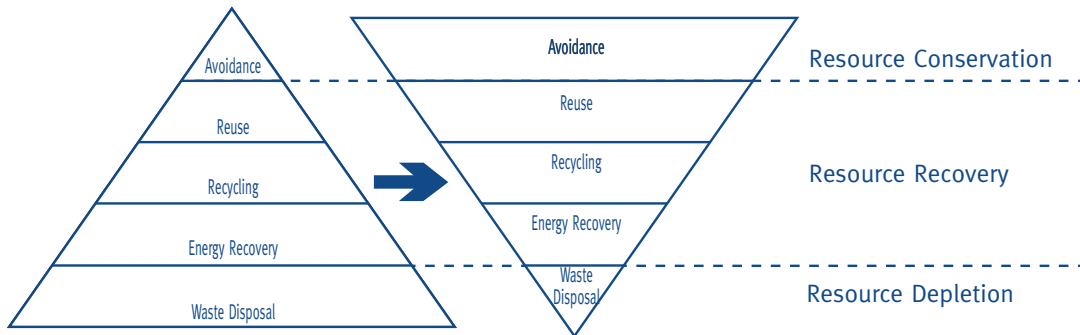 Avoidance
Reuse
Recycling
Energy Recovery
Waste Disposal
Avoidance
Reuse
Recycling
Energy Recovery
Waste
Disposal
Resource Conservation
Resource Recovery
Resource Depletion